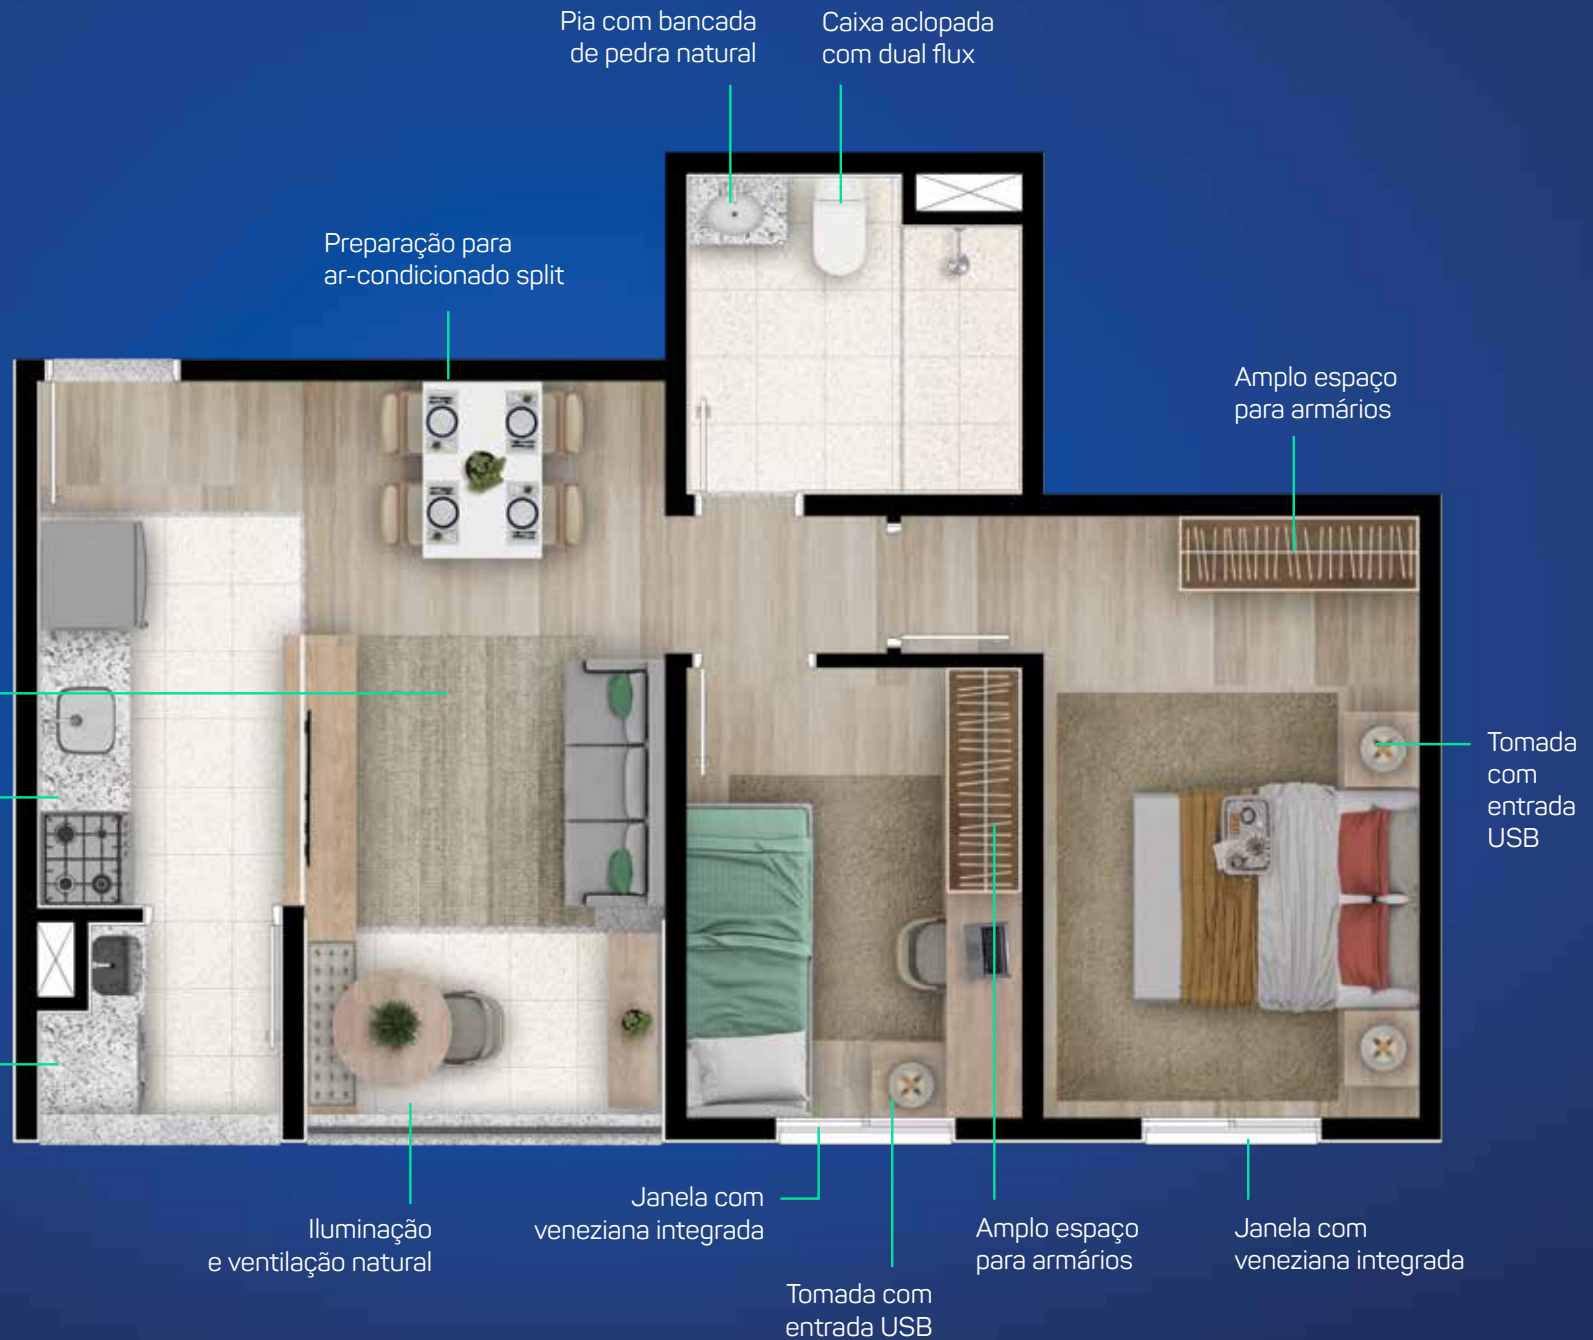 Pia com bancada
de pedra natural
Caixa aclopada
com dual flux
Preparação para
ar-condicionado split
Amplo espaço
para armários
Tomada
com
entrada
USB
Iluminação
e ventilação natural
Janela com
veneziana integrada
Tomada com
entrada USB
Amplo espaço
para armários
Janela com
veneziana integrada